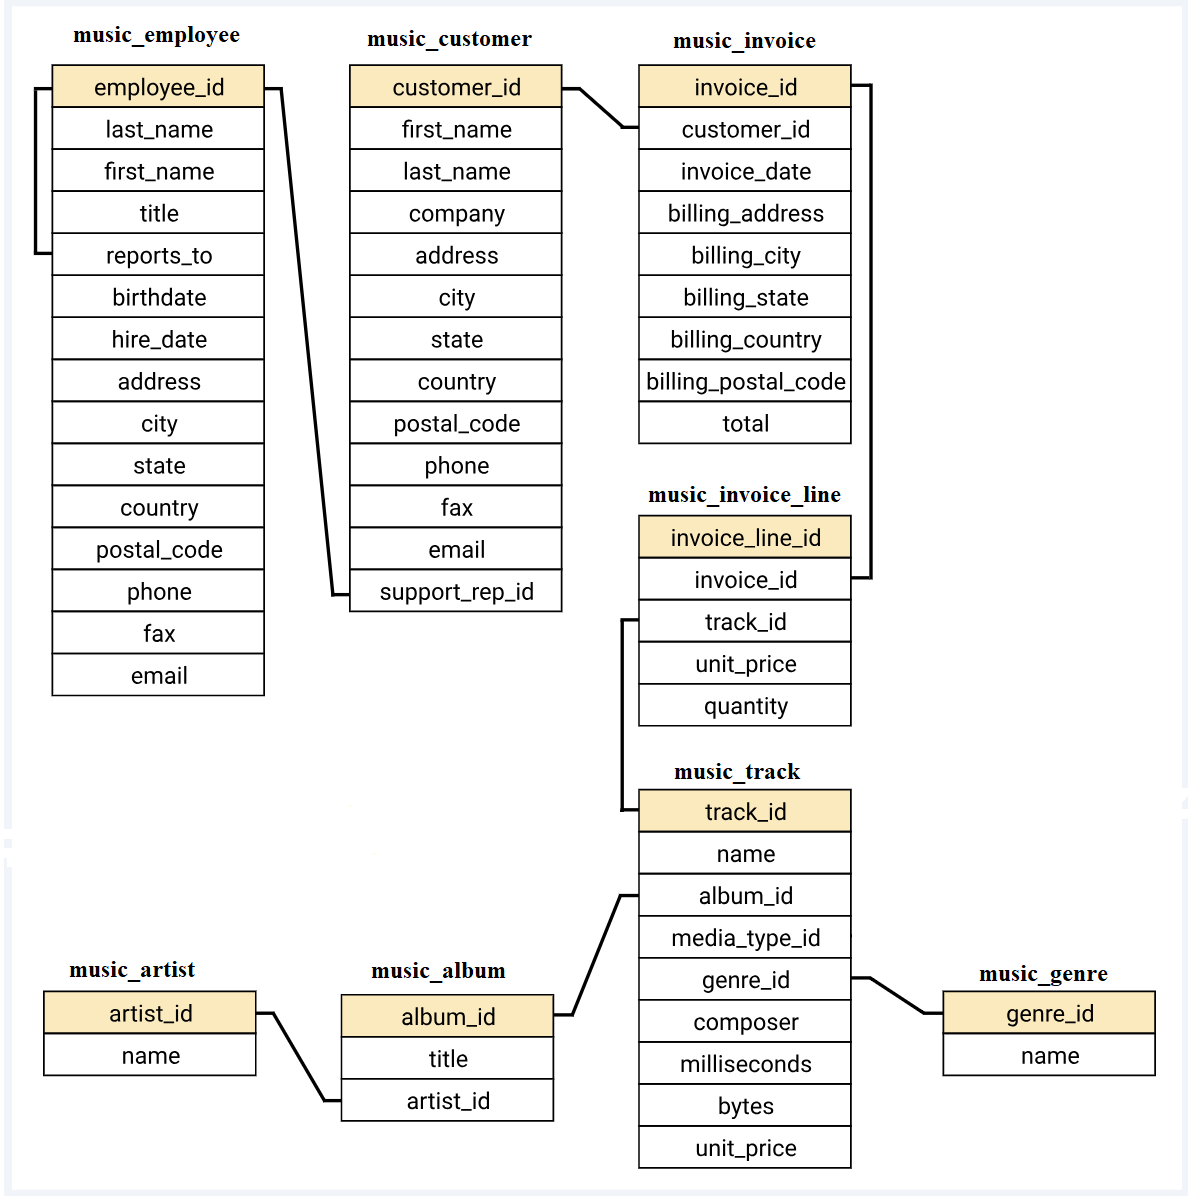 music_employee
employee_id
last_name
first_name
title
reports_to
birthdate
hire_date
address
city
state
country
postal_code
phone
fax
email
music_customer
customer_id
first_name
last_name
company
address
city
state
country
postal_code
phone
fax
email
support_rep_id
music_invoice
invoice_id
customer_id
invoice_date
billing_address
billing_city
billing_state
billing_country
billing_postal_code
total
music_invoice_line
invoice_line_id
invoice_id
track_id
unit_price
quantity
music_track
track_id
name
album_id
media_type_id
genre_id
composer
milliseconds
bytes
unit_price
music_artist
artist_id
name
music_album
album_id
title
artist_id
music_genre
genre_id
name